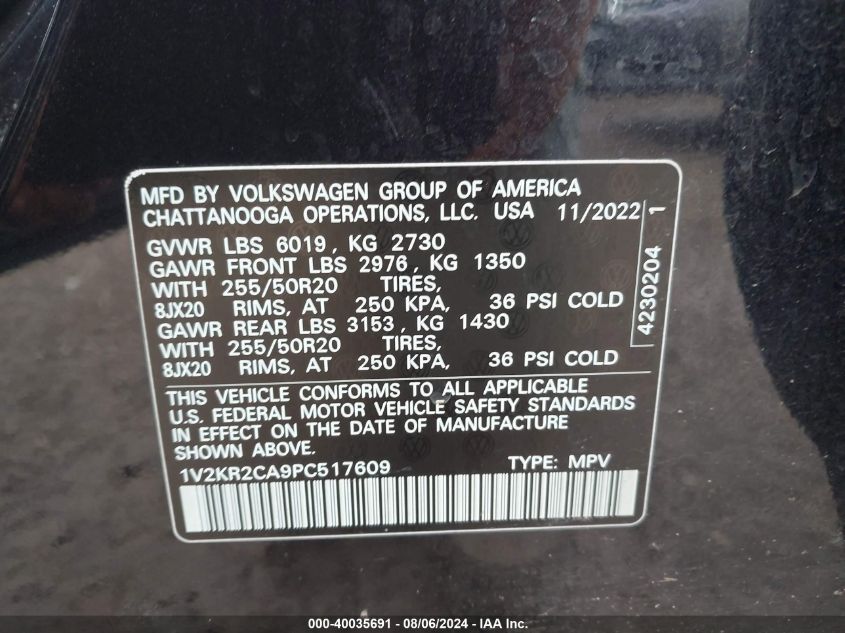 MFD BY VOLKSWAGEN GROUP OF AMERICA
CHATTANOOGA OPERATIONS, LLC. USA 11/2022
GVWR LBS 6019, KG 2730
GAWR FRONT LBS 2976, KG 1350
WITH 255/50R20 TIRES,
8JX20 RIMS, AT 250 KPA, 36 PSI COLD
GAWR REAR LBS 3153, KG 1430
WITH 255/50R20 TIRES,
8JX20 RIMS, AT 250 KPA, 36 PSI COLD
4230204 1
THIS VEHICLE CONFORMS TO ALL APPLICABLE
U.S. FEDERAL MOTOR VEHICLE SAFETY STANDARDS
IN EFFECT ON THE DATE OF MANUFACTURE
SHOWN ABOVE.
1V2KR2CA9PC517609 TYPE: MPV
000-40035691 - 08/06/2024 - IAA Inc.